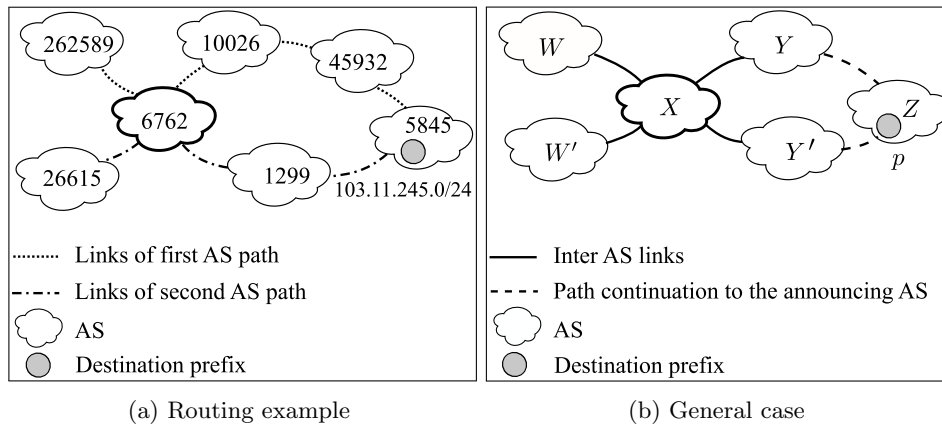 262589
10026
45932
6762
5845
26615
1299
103.11.245.0/24
Links of first AS path
Links of second AS path
AS
Destination prefix
(a) Routing example
W
Y
X
Z
W′
Y′
p
Inter AS links
Path continuation to the announcing AS
AS
Destination prefix
(b) General case